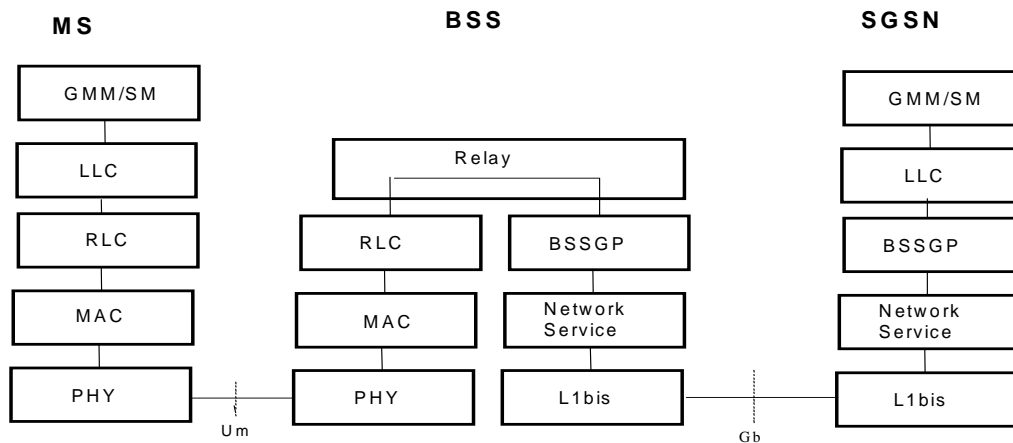 MS
BSS
SGSN
GMM/SM
LLC
RLC
MAC
PHY
Um
Relay
RLC
MAC
PHY
BSSGP
Network
Service
L1bis
Gb
GMM/SM
LLC
BSSGP
Network
Service
L1bis